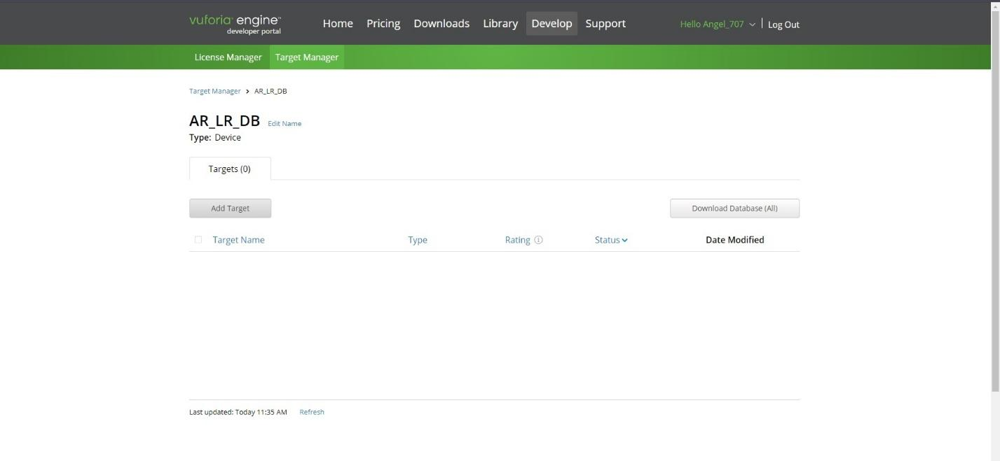 vuforia engine™
developer portal
Home Pricing Downloads Library Develop Support
Hello Angel_707 Log Out
License Manager Target Manager
Target Manager > AR_LR_DB
AR_LR_DB Edit Name
Type: Device
Targets (0)
Add Target Download Database (All)
Target Name Type Rating Status Date Modified
Last updated: Today 11:35 AM Refresh